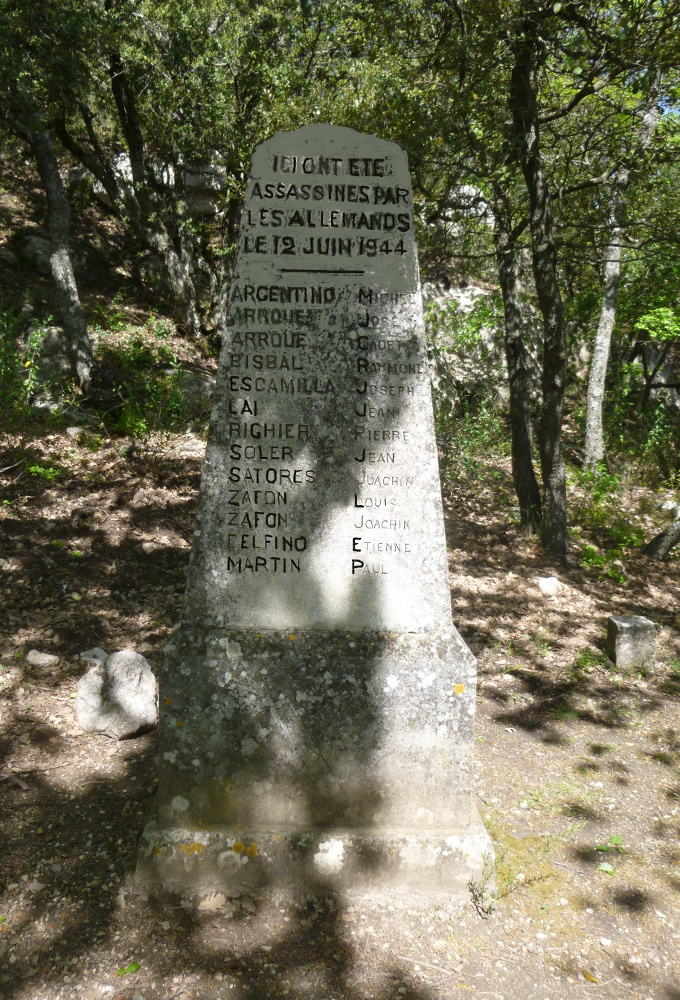 ICI ONT ETE
ASSASSINES PAR
LES ALLEMANDS
LE 12 JUIN 1944
ARGENTINO MICHEL
ARROUE JOSEPH
ARROUE CADET
BISBAL RAYMOND
ESCAMILLA JOSEPH
LAI JEAN
RIGHIER PIERRE
SOLER JEAN
SATORES JOACHIN
ZAFON LOUIS
ZAFON JOACHIN
DELFINO ETIENNE
MARTIN PAUL